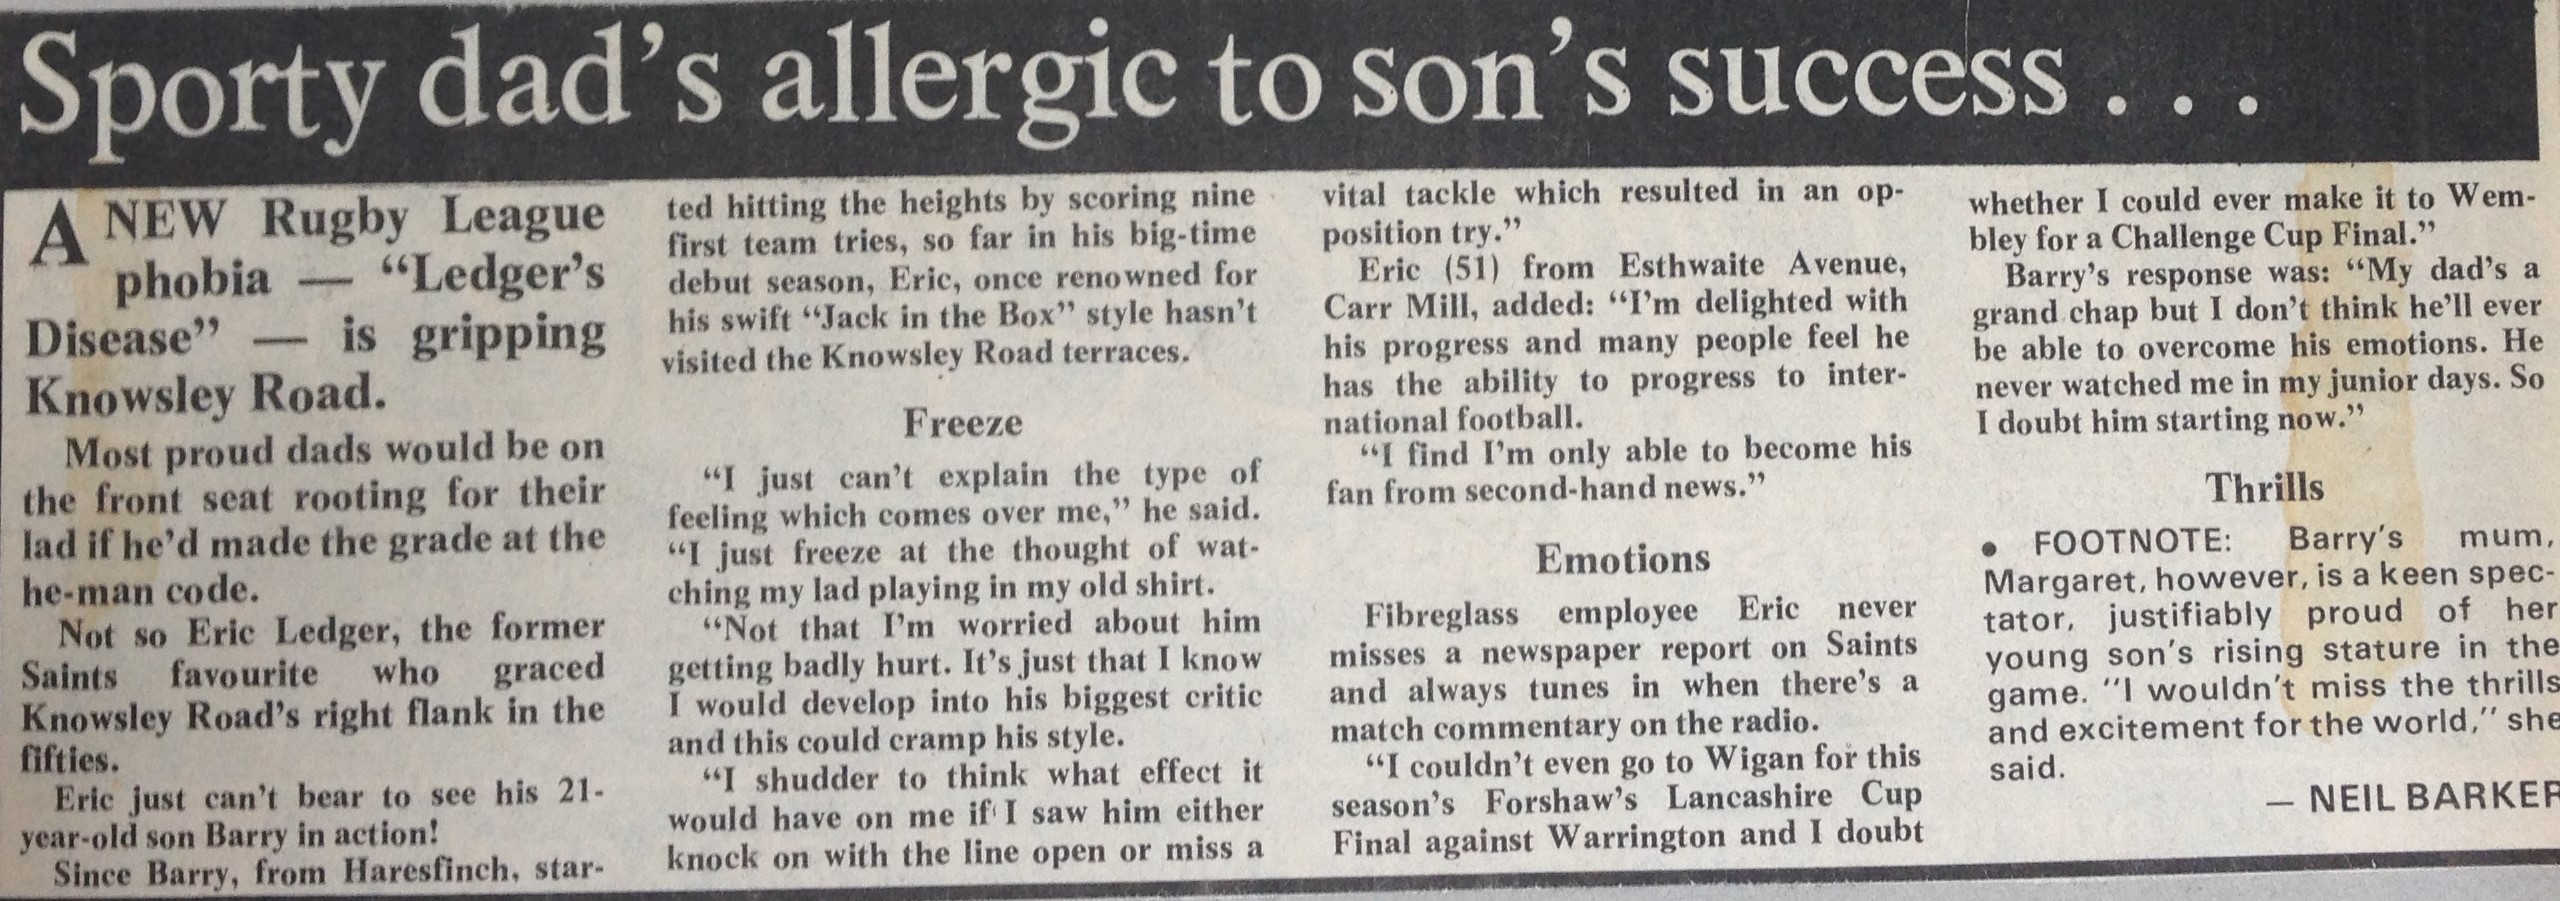 Sporty dad's allergic to son's success . . .
A NEW Rugby League
phobia — "Ledger's
Disease" — is gripping
Knowsley Road.
Most proud dads would be on
the front seat rooting for their
lad if he'd made the grade at the
he-man code.
Not so Eric Ledger, the former
Saints favourite who graced
Knowsley Road's right flank in the
fifties.
Eric just can't bear to see his 21-
year-old son Barry in action!
Since Barry, from Haresfinch, star-
ted hitting the heights by scoring nine
first team tries, so far in his big-time
debut season, Eric, once renowned for
his swift "Jack in the Box" style hasn't
visited the Knowsley Road terraces.
Freeze
"I just can't explain the type of
feeling which comes over me," he said.
"I just freeze at the thought of wat-
ching my lad playing in my old shirt.
"Not that I'm worried about him
getting badly hurt. It's just that I know
I would develop into his biggest critic
and this could cramp his style.
"I shudder to think what effect it
would have on me if I saw him either
knock on with the line open or miss a
vital tackle which resulted in an op-
position try."
Eric (51) from Esthwaite Avenue,
Carr Mill, added: "I'm delighted with
his progress and many people feel he
has the ability to progress to inter-
national football.
"I find I'm only able to become his
fan from second-hand news."
Emotions
Fibreglass employee Eric never
misses a newspaper report on Saints
and always tunes in when there's a
match commentary on the radio.
"I couldn't even go to Wigan for this
season's Forshaw's Lancashire Cup
Final against Warrington and I doubt
whether I could ever make it to Wem-
bley for a Challenge Cup Final."
Barry's response was: "My dad's a
grand chap but I don't think he'll ever
be able to overcome his emotions. He
never watched me in my junior days. So
I doubt him starting now."
Thrills
• FOOTNOTE: Barry's mum,
Margaret, however, is a keen spec-
tator, justifiably proud of her
young son's rising stature in the
game. "I wouldn't miss the thrills
and excitement for the world," she
said.
— NEIL BARKER